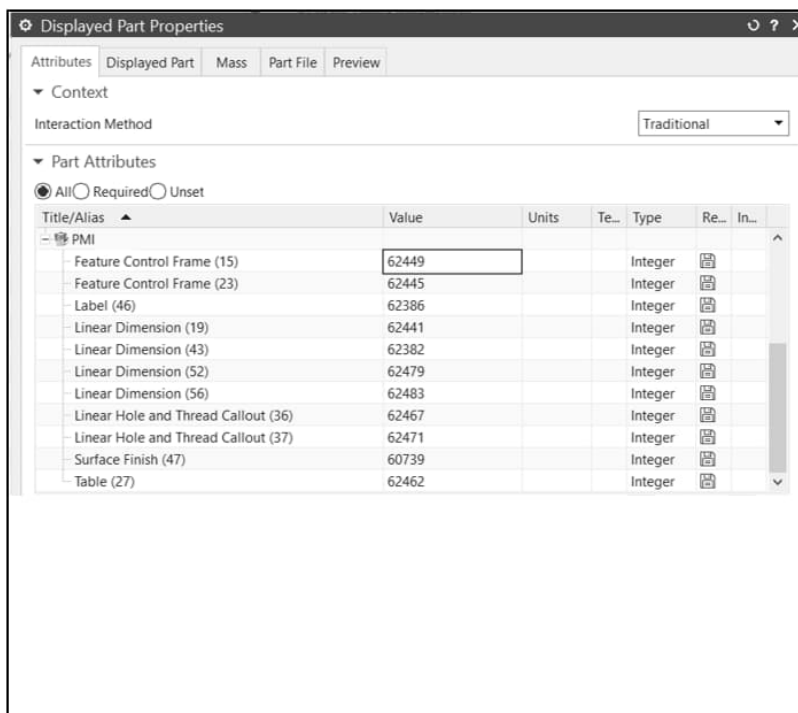 Displayed Part Properties ?
Attributes Displayed Part Mass Part File Preview
Context
Interaction Method Traditional
Part Attributes
All Required Unset
Title/Alias Value Units Te... Type Re... In...
PMI
Feature Control Frame (15) 62449 Integer
Feature Control Frame (23) 62445 Integer
Label (46) 62386 Integer
Linear Dimension (19) 62441 Integer
Linear Dimension (43) 62382 Integer
Linear Dimension (52) 62479 Integer
Linear Dimension (56) 62483 Integer
Linear Hole and Thread Callout (36) 62467 Integer
Linear Hole and Thread Callout (37) 62471 Integer
Surface Finish (47) 60739 Integer
Table (27) 62462 Integer